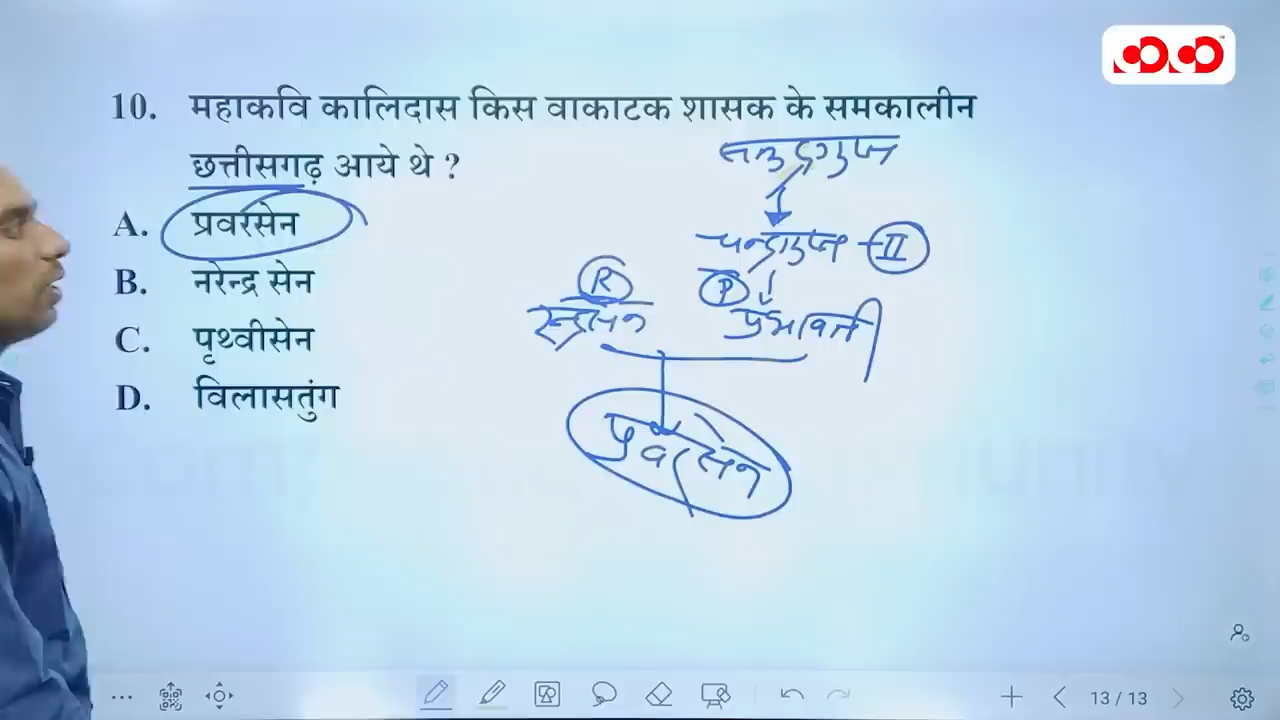 10. महाकवि कालिदास किस वाकाटक शासक के समकालीन
छत्तीसगढ़ आये थे ?
A. प्रवरसेन
B. नरेन्द्र सेन
C. पृथ्वीसेन
D. विलासतुंग
समुद्रगुप्त
चन्द्रगुप्त - II
R P
रुद्रसेन प्रभावती
प्रवरसेन
13 / 13